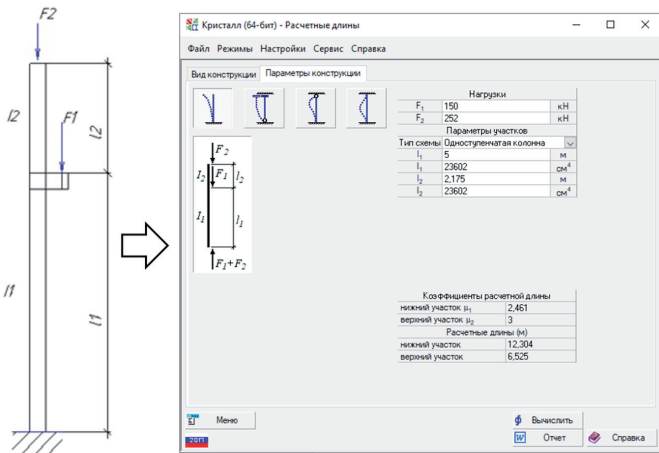 F2
l2
F1
l2
l1
l1
Кристалл (64-бит) - Расчетные длины
Файл Режимы Настройки Сервис Справка
Вид конструкции Параметры конструкции
Нагрузки
F1 150 кН
F2 252 кН
Параметры участков
Тип схемы Одноступенчатая колонна
l1 5 м
I1 23602 см4
l2 2,175 м
I2 23602 см4
F2
I2 F1 l2
I1 l1
F1+F2
Коэффициенты расчетной длины
нижний участок μ1 2,461
верхний участок μ2 3
Расчетные длины (м)
нижний участок 12,304
верхний участок 6,525
Меню Вычислить
2017 Отчет Справка